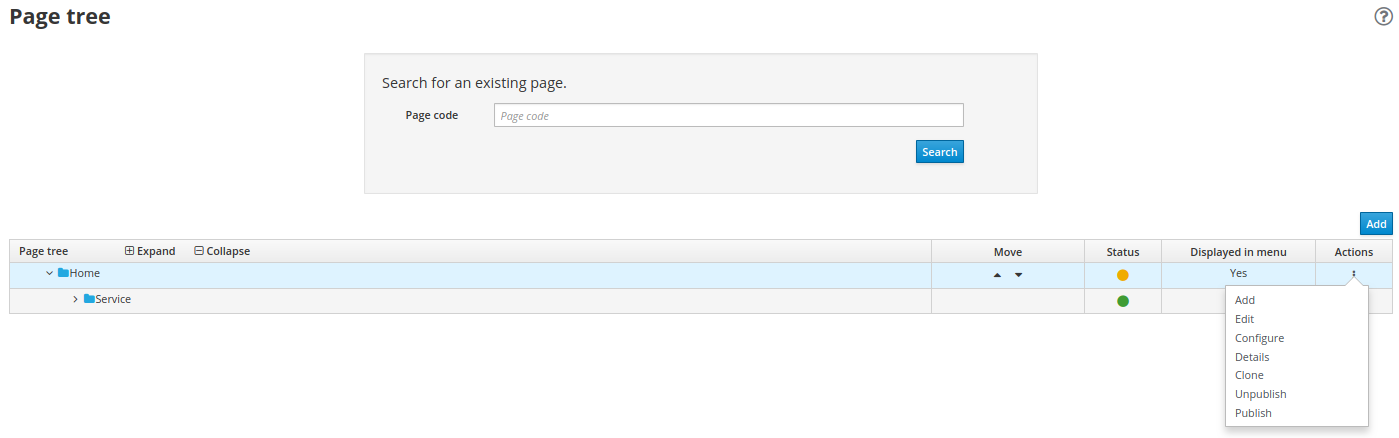 Page tree
Search for an existing page.
Page code Page code
Search
Add
Page tree Expand Collapse Move Status Displayed in menu Actions
Home Yes
Service
Add
Edit
Configure
Details
Clone
Unpublish
Publish